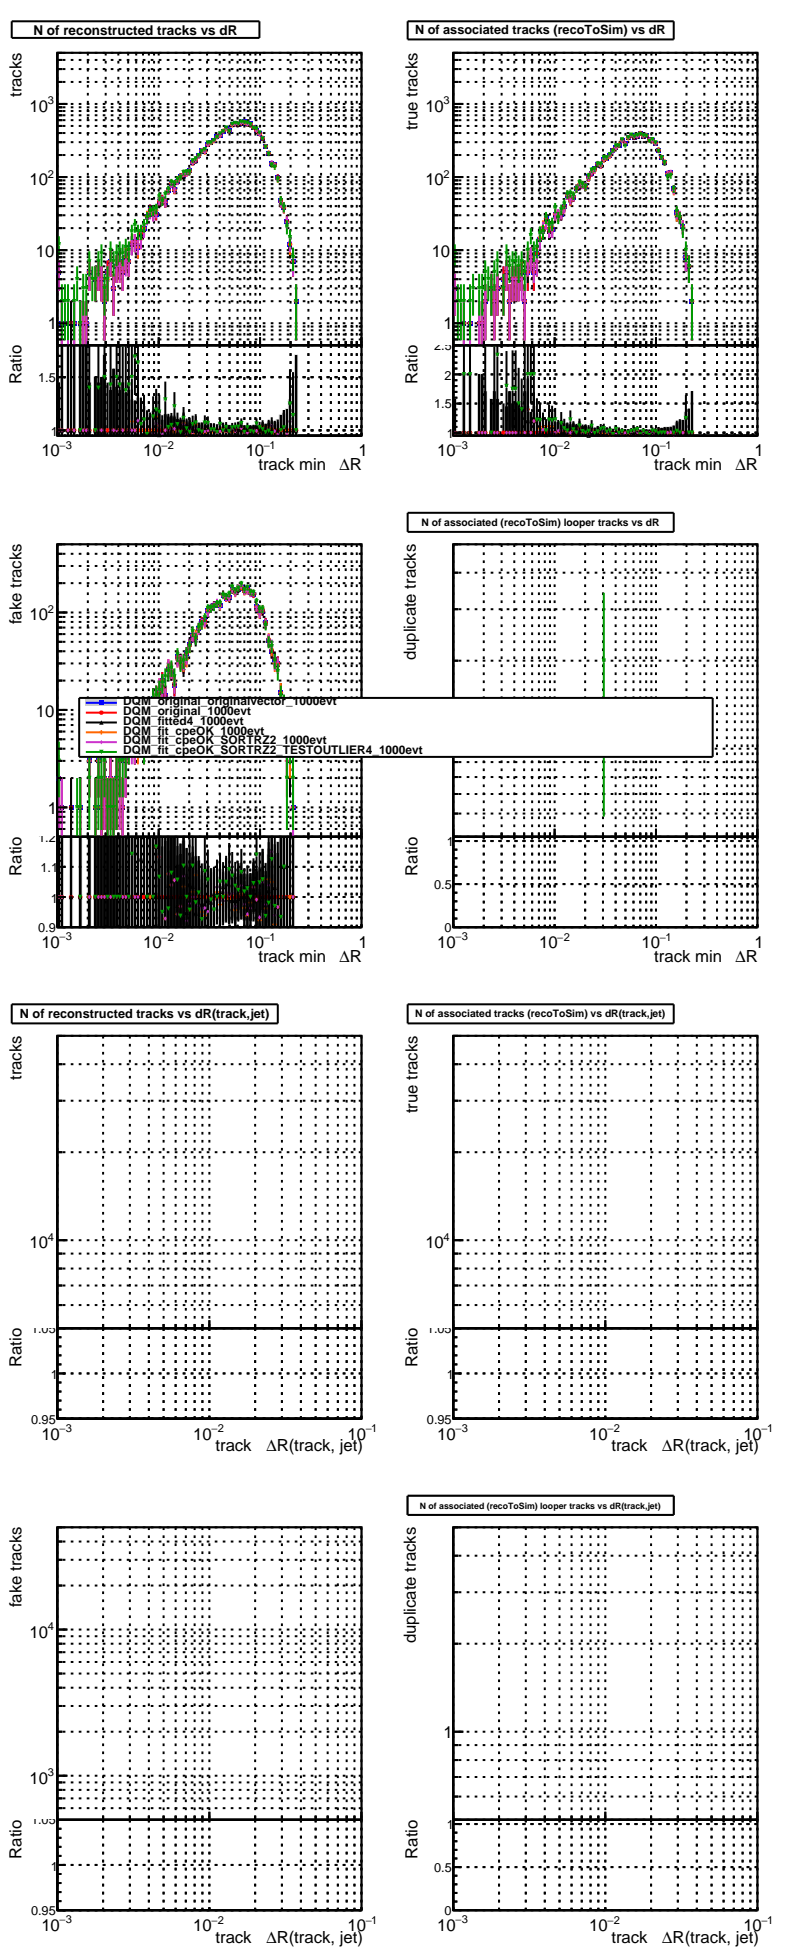 N of reconstructed tracks vs dR
tracks
10³
10²
10
1
Ratio
1.5
1
10⁻³ 10⁻² 10⁻¹ 1
track min ΔR
N of associated tracks (recoToSim) vs dR
true tracks
10³
10²
10
1
Ratio
2.5
2
1.5
1
10⁻³ 10⁻² 10⁻¹ 1
track min ΔR
fake tracks
10²
10
1
Ratio
1.2
1.1
1
0.9
10⁻³ 10⁻² 10⁻¹ 1
track min ΔR
N of associated (recoToSim) looper tracks vs dR
duplicate tracks
Ratio
1
0.5
0
10⁻³ 10⁻² 10⁻¹ 1
track min ΔR
DQM_original_originalvector_1000evt
DQM_original_1000evt
DQM_fitted4_1000evt
DQM_fit_cpeOK_1000evt
DQM_fit_cpeOK_SORTRZ2_1000evt
DQM_fit_cpeOK_SORTRZ2_TESTOUTLIER4_1000evt
N of reconstructed tracks vs dR(track,jet)
tracks
10⁴
Ratio
1.05
1
0.95
10⁻³ 10⁻² 10⁻¹
track ΔR(track, jet)
N of associated tracks (recoToSim) vs dR(track,jet)
true tracks
10⁴
Ratio
1.05
1
0.95
10⁻³ 10⁻² 10⁻¹
track ΔR(track, jet)
fake tracks
10⁴
10³
Ratio
1.05
1
0.95
10⁻³ 10⁻² 10⁻¹
track ΔR(track, jet)
N of associated (recoToSim) looper tracks vs dR(track,jet)
duplicate tracks
1
Ratio
1
0.5
0
10⁻³ 10⁻² 10⁻¹
track ΔR(track, jet)